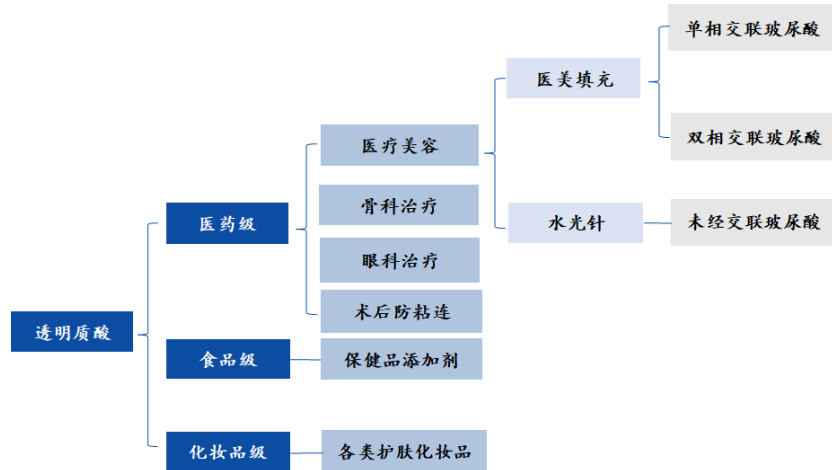 单相交联玻尿酸
医美填充
双相交联玻尿酸
医疗美容
医药级
骨科治疗
水光针
未经交联玻尿酸
眼科治疗
术后防粘连
透明质酸
食品级
保健品添加剂
化妆品级
各类护肤化妆品